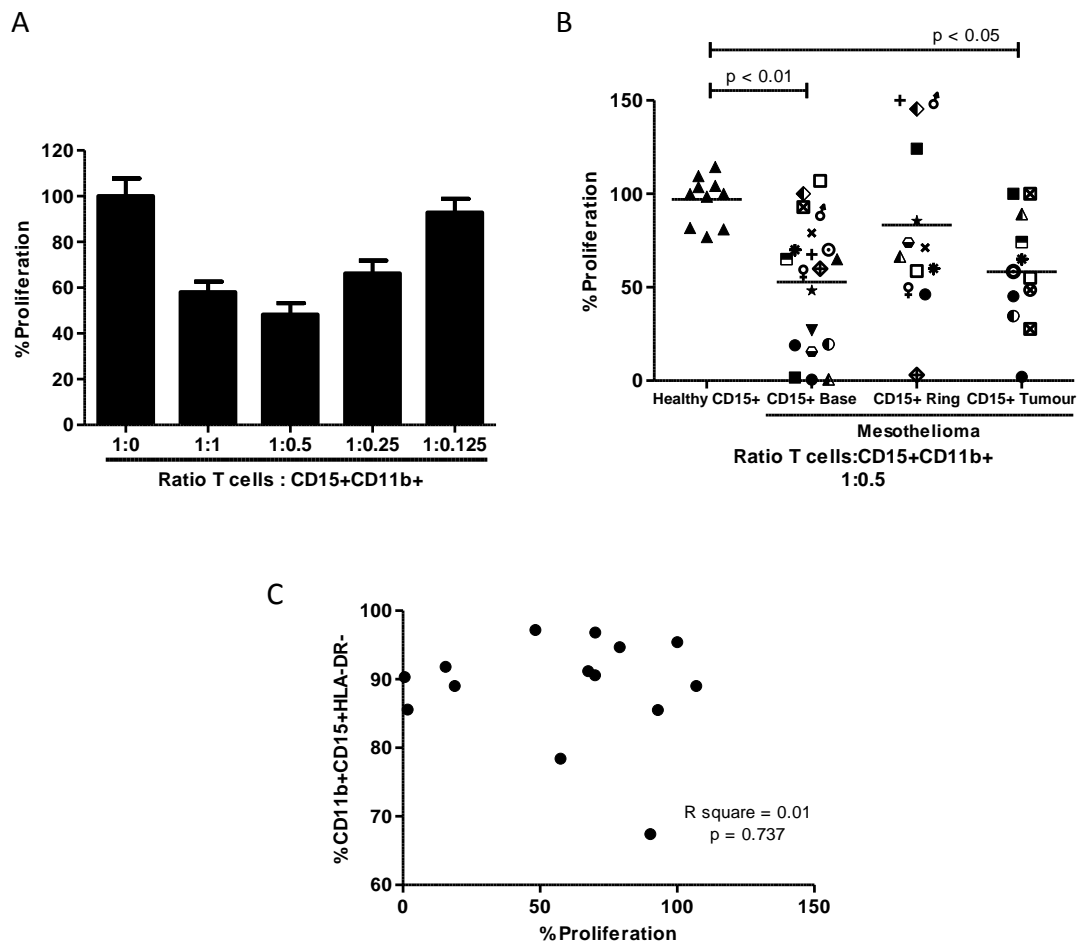 A
%Proliferation
120
100
80
60
40
20
0
1:0 1:1 1:0.5 1:0.25 1:0.125
Ratio T cells : CD15+CD11b+
B
p < 0.05
p < 0.01
%Proliferation
150
100
50
0
Healthy CD15+ CD15+ Base CD15+ Ring CD15+ Tumour
Mesothelioma
Ratio T cells:CD15+CD11b+
1:0.5
C
%CD11b+CD15+HLA-DR-
100
90
80
70
60
R square = 0.01
p = 0.737
0 50 100 150
%Proliferation